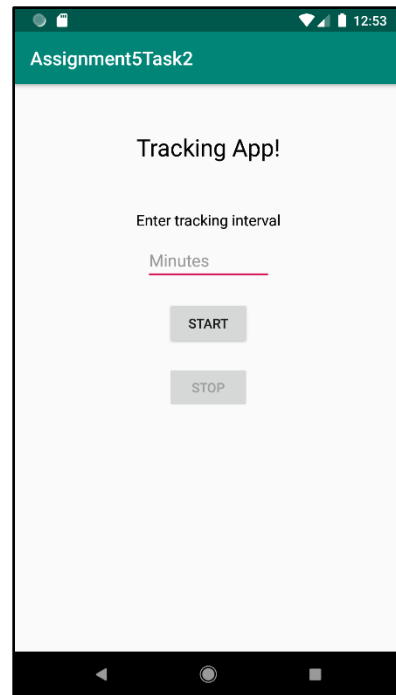 12:53
Assignment5Task2
Tracking App!
Enter tracking interval
Minutes
START
STOP